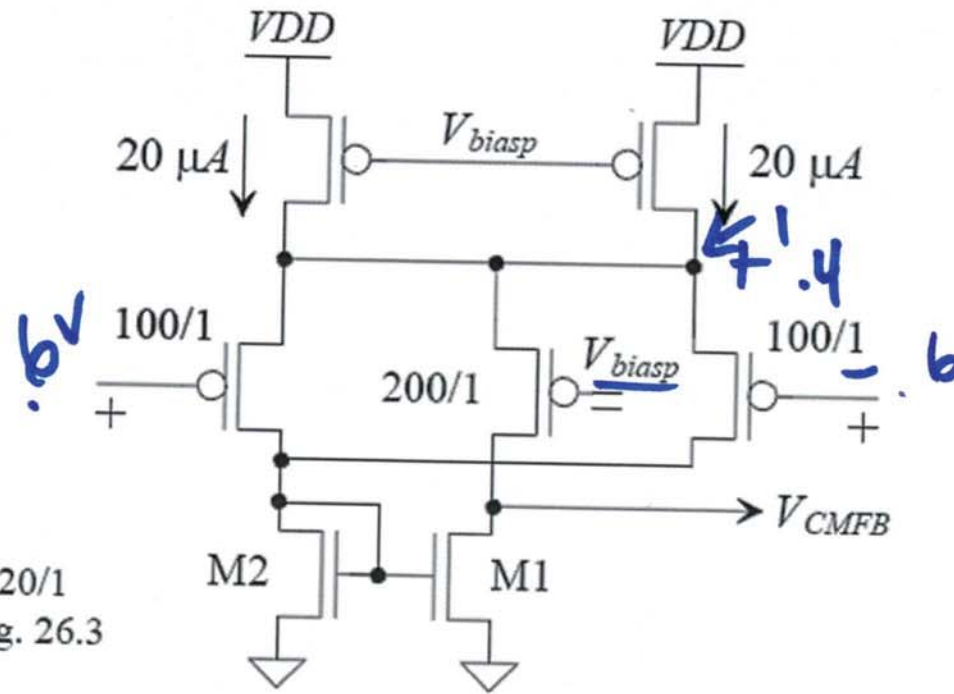 VDD VDD
20 μA Vbiasp 20 μA
+ .4
.6V 100/1 200/1 Vbiasp 100/1 .6
+ − +
VCMFB
M2 M1
20/1
g. 26.3